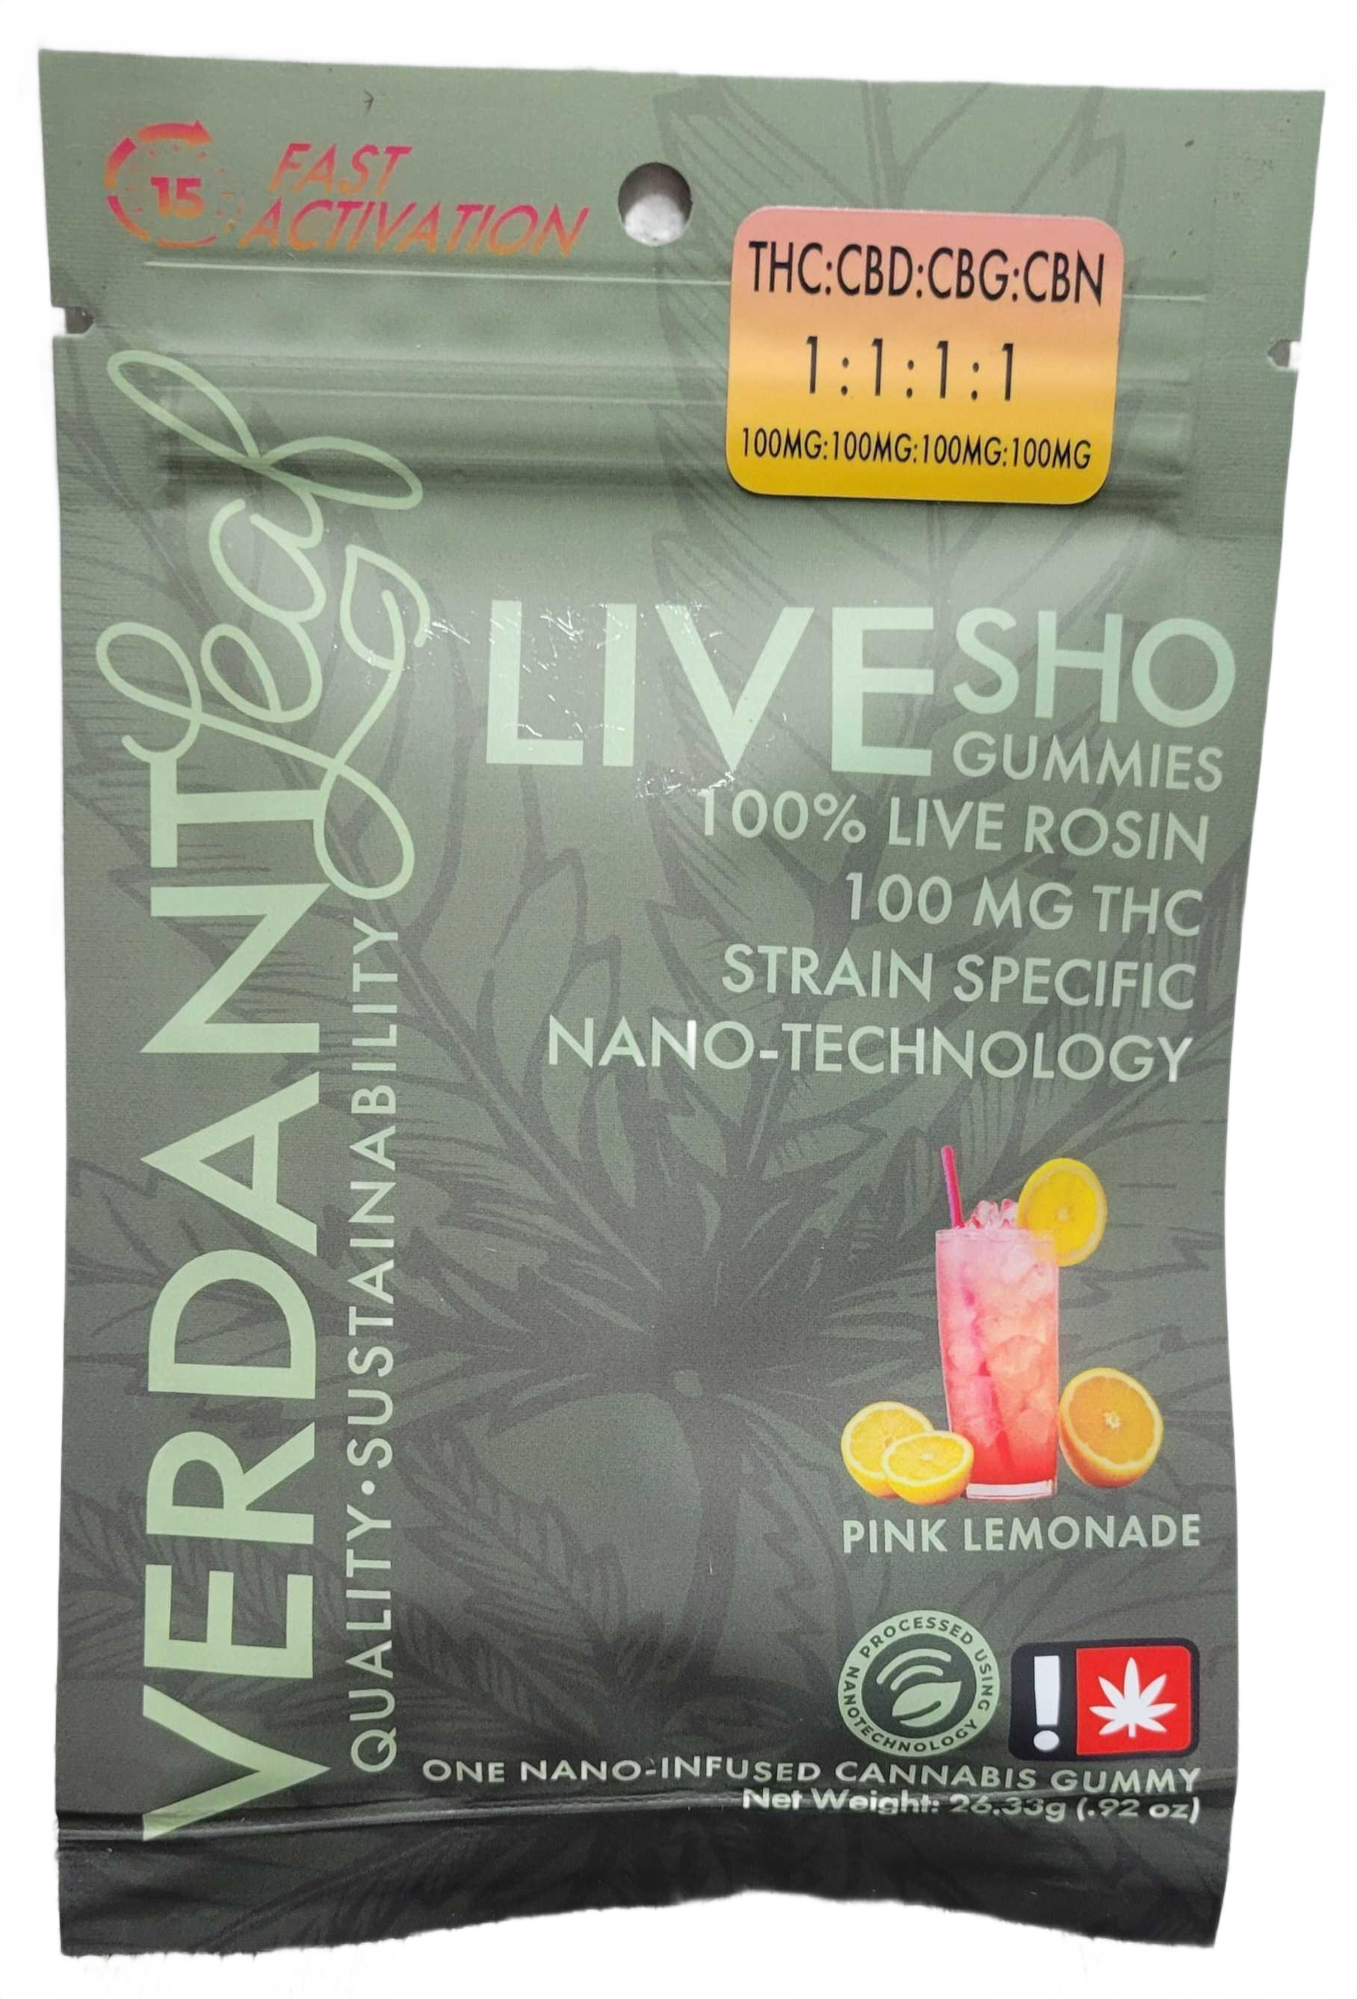 15
FAST
ACTIVATION
THC:CBD:CBG:CBN
1:1:1:1
100MG:100MG:100MG:100MG
VERDANT Leaf
QUALITY•SUSTAINABILITY
LIVE SHO
GUMMIES
100% LIVE ROSIN
100 MG THC
STRAIN SPECIFIC
NANO-TECHNOLOGY
PINK LEMONADE
PROCESSED USING
NANOTECHNOLOGY
!
ONE NANO-INFUSED CANNABIS GUMMY
Net Weight: 26.33g (.92 oz)